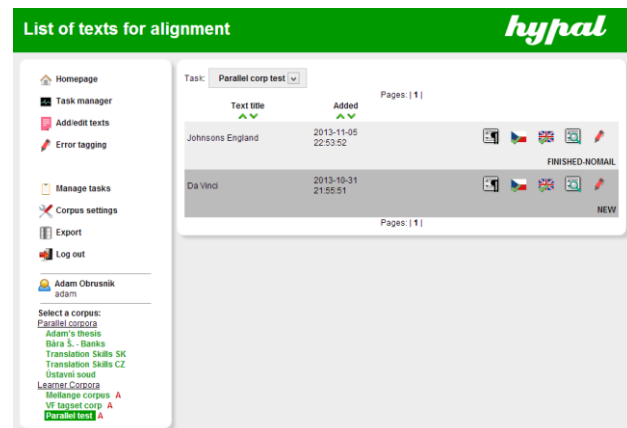 List of texts for alignment
hypal
Homepage
Task manager
Add/edit texts
Error tagging
Manage tasks
Corpus settings
Export
Log out
Adam Obrusnik
adam
Select a corpus:
Parallel corpora
Adam's thesis
Bára Š. - Banks
Translation Skills SK
Translation Skills CZ
Ústavní soud
Learner Corpora
Mellange corpus A
VF tagset corp A
Parallel test A
Task: Parallel corp test
Pages: | 1 |
Text title Added
Johnsons England 2013-11-05
22:53:52
FINISHED-NOMAIL
Da Vinci 2013-10-31
21:55:51
NEW
Pages: | 1 |